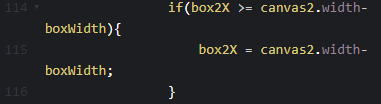 114 if(box2X >= canvas2.width-
boxWidth){
115 box2X = canvas2.width-
boxWidth;
116 }